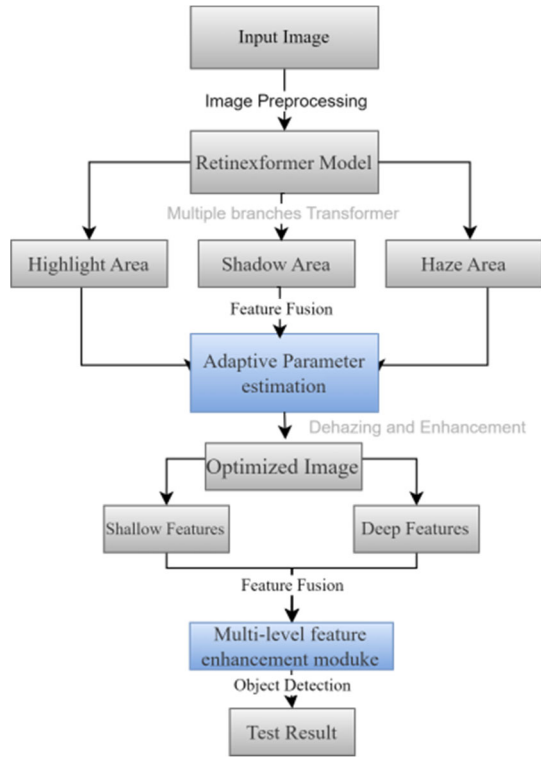 Input Image
Image Preprocessing
Retinexformer Model
Multiple branches Transformer
Highlight Area
Shadow Area
Haze Area
Feature Fusion
Adaptive Parameter
estimation
Dehazing and Enhancement
Optimized Image
Shallow Features
Deep Features
Feature Fusion
Multi-level feature
enhancement moduke
Object Detection
Test Result